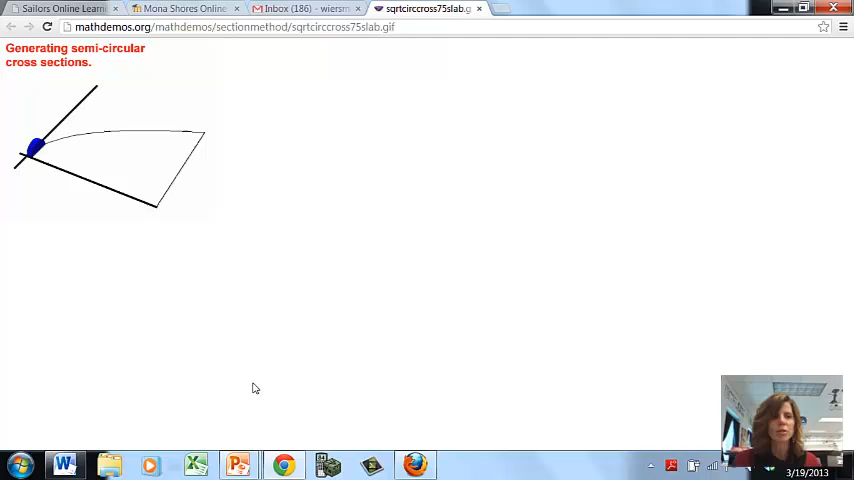 Sailors Online Learni
Mona Shores Online
Inbox (186) - wiersm
sqrtcirccross75slab.gif
mathdemos.org/mathdemos/sectionmethod/sqrtcirccross75slab.gif
Generating semi-circular
cross sections.
3/19/2013